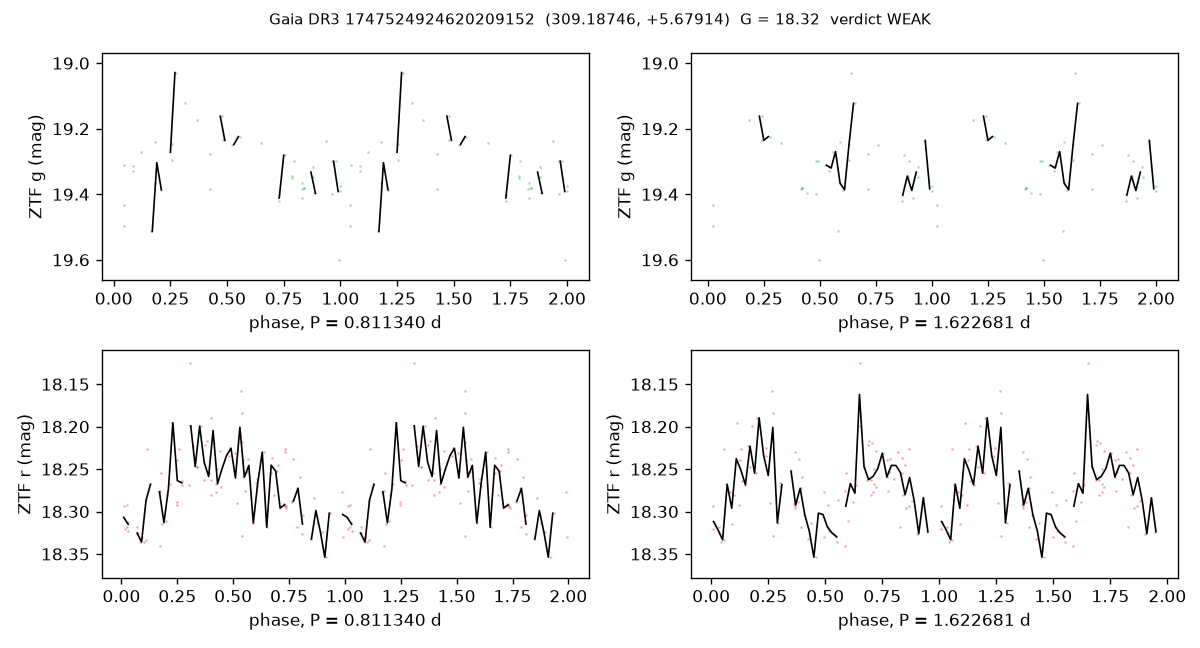 Gaia DR3 1747524924620209152 (309.18746, +5.67914) G = 18.32 verdict WEAK
ZTF g (mag)
19.0
19.2
19.4
19.6
0.00 0.25 0.50 0.75 1.00 1.25 1.50 1.75 2.00
phase, P = 0.811340 d
ZTF g (mag)
19.0
19.2
19.4
19.6
0.00 0.25 0.50 0.75 1.00 1.25 1.50 1.75 2.00
phase, P = 1.622681 d
ZTF r (mag)
18.15
18.20
18.25
18.30
18.35
0.00 0.25 0.50 0.75 1.00 1.25 1.50 1.75 2.00
phase, P = 0.811340 d
ZTF r (mag)
18.15
18.20
18.25
18.30
18.35
0.00 0.25 0.50 0.75 1.00 1.25 1.50 1.75 2.00
phase, P = 1.622681 d